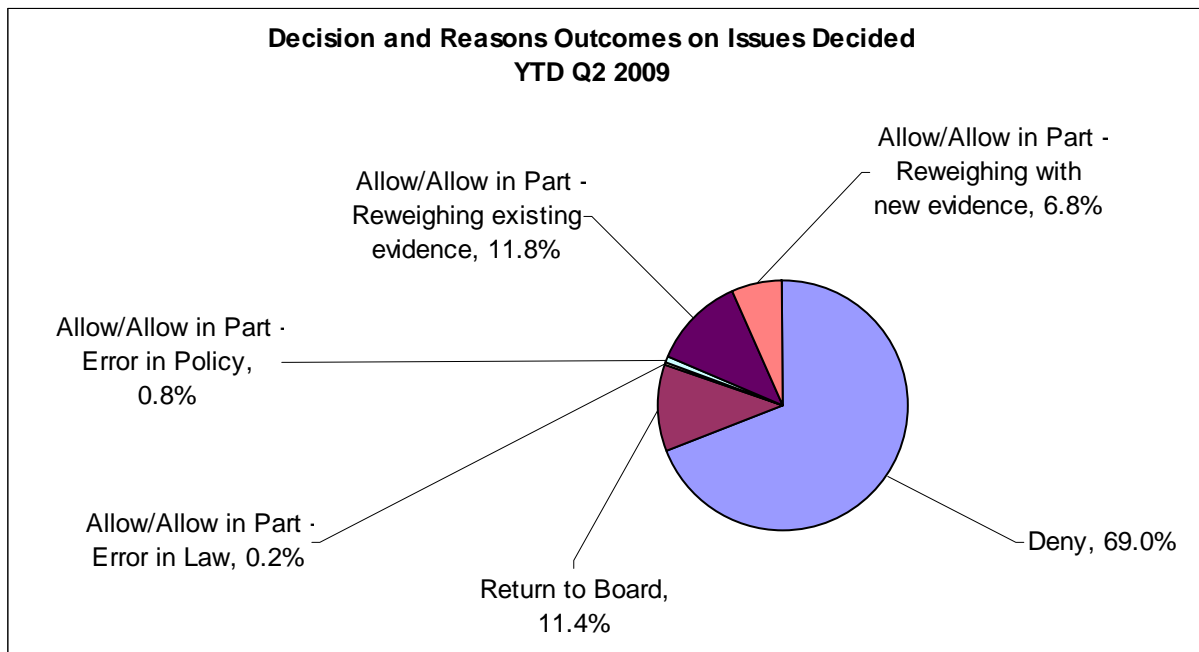 Decision and Reasons Outcomes on Issues Decided
YTD Q2 2009
Allow/Allow in Part -
Reweighing with
new evidence, 6.8%
Allow/Allow in Part -
Reweighing existing
evidence, 11.8%
Allow/Allow in Part -
Error in Policy,
0.8%
Allow/Allow in Part -
Error in Law, 0.2%
Return to Board,
11.4%
Deny, 69.0%